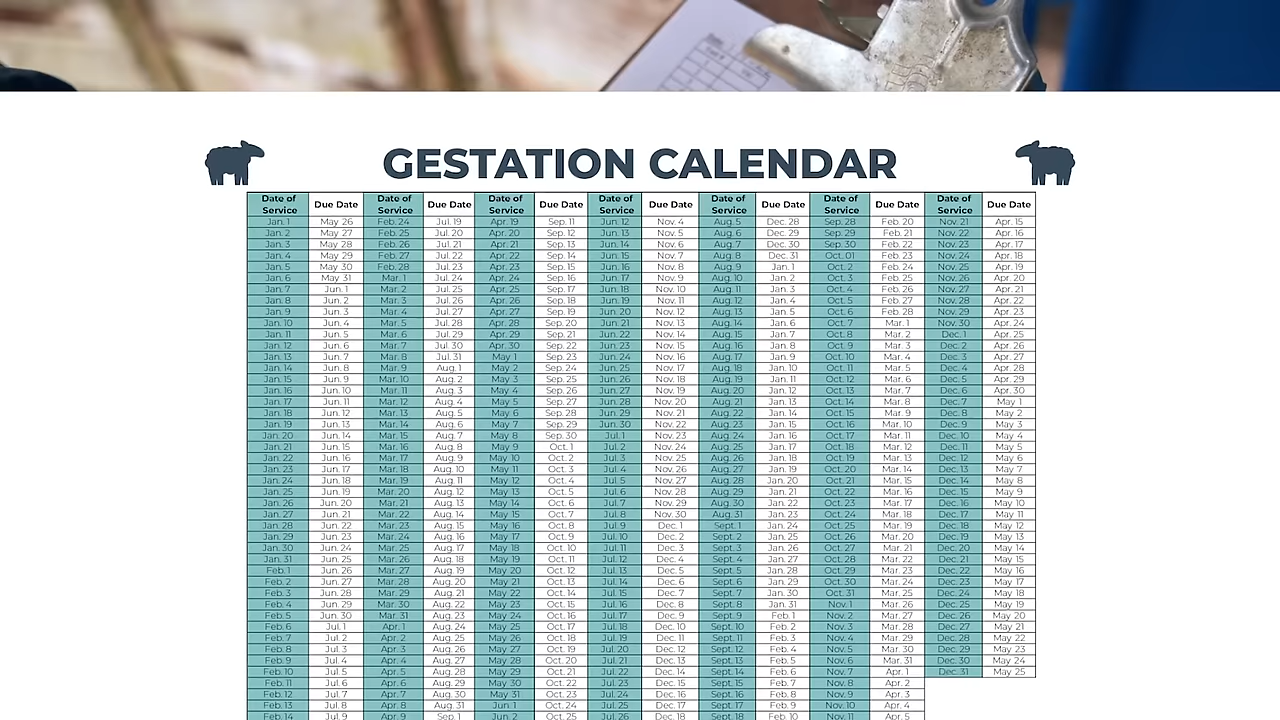 GESTATION CALENDAR
Date of Service Due Date Date of Service Due Date Date of Service Due Date Date of Service Due Date Date of Service Due Date Date of Service Due Date Date of Service Due Date
Jan. 1 May 26 Feb. 24 Jul. 19 Apr. 19 Sep. 11 Jun. 12 Nov. 4 Aug. 5 Dec. 28 Sep. 28 Feb. 20 Nov. 21 Apr. 15
Jan. 2 May 27 Feb. 25 Jul. 20 Apr. 20 Sep. 12 Jun. 13 Nov. 5 Aug. 6 Dec. 29 Sep. 29 Feb. 21 Nov. 22 Apr. 16
Jan. 3 May 28 Feb. 26 Jul. 21 Apr. 21 Sep. 13 Jun. 14 Nov. 6 Aug. 7 Dec. 30 Sep. 30 Feb. 22 Nov. 23 Apr. 17
Jan. 4 May 29 Feb. 27 Jul. 22 Apr. 22 Sep. 14 Jun. 15 Nov. 7 Aug. 8 Dec. 31 Oct. 01 Feb. 23 Nov. 24 Apr. 18
Jan. 5 May 30 Feb. 28 Jul. 23 Apr. 23 Sep. 15 Jun. 16 Nov. 8 Aug. 9 Jan. 1 Oct. 2 Feb. 24 Nov. 25 Apr. 19
Jan. 6 May 31 Mar. 1 Jul. 24 Apr. 24 Sep. 16 Jun. 17 Nov. 9 Aug. 10 Jan. 2 Oct. 3 Feb. 25 Nov. 26 Apr. 20
Jan. 7 Jun. 1 Mar. 2 Jul. 25 Apr. 25 Sep. 17 Jun. 18 Nov. 10 Aug. 11 Jan. 3 Oct. 4 Feb. 26 Nov. 27 Apr. 21
Jan. 8 Jun. 2 Mar. 3 Jul. 26 Apr. 26 Sep. 18 Jun. 19 Nov. 11 Aug. 12 Jan. 4 Oct. 5 Feb. 27 Nov. 28 Apr. 22
Jan. 9 Jun. 3 Mar. 4 Jul. 27 Apr. 27 Sep. 19 Jun. 20 Nov. 12 Aug. 13 Jan. 5 Oct. 6 Feb. 28 Nov. 29 Apr. 23
Jan. 10 Jun. 4 Mar. 5 Jul. 28 Apr. 28 Sep. 20 Jun. 21 Nov. 13 Aug. 14 Jan. 6 Oct. 7 Mar. 1 Nov. 30 Apr. 24
Jan. 11 Jun. 5 Mar. 6 Jul. 29 Apr. 29 Sep. 21 Jun. 22 Nov. 14 Aug. 15 Jan. 7 Oct. 8 Mar. 2 Dec. 1 Apr. 25
Jan. 12 Jun. 6 Mar. 7 Jul. 30 Apr. 30 Sep. 22 Jun. 23 Nov. 15 Aug. 16 Jan. 8 Oct. 9 Mar. 3 Dec. 2 Apr. 26
Jan. 13 Jun. 7 Mar. 8 Jul. 31 May 1 Sep. 23 Jun. 24 Nov. 16 Aug. 17 Jan. 9 Oct. 10 Mar. 4 Dec. 3 Apr. 27
Jan. 14 Jun. 8 Mar. 9 Aug. 1 May 2 Sep. 24 Jun. 25 Nov. 17 Aug. 18 Jan. 10 Oct. 11 Mar. 5 Dec. 4 Apr. 28
Jan. 15 Jun. 9 Mar. 10 Aug. 2 May 3 Sep. 25 Jun. 26 Nov. 18 Aug. 19 Jan. 11 Oct. 12 Mar. 6 Dec. 5 Apr. 29
Jan. 16 Jun. 10 Mar. 11 Aug. 3 May 4 Sep. 26 Jun. 27 Nov. 19 Aug. 20 Jan. 12 Oct. 13 Mar. 7 Dec. 6 Apr. 30
Jan. 17 Jun. 11 Mar. 12 Aug. 4 May 5 Sep. 27 Jun. 28 Nov. 20 Aug. 21 Jan. 13 Oct. 14 Mar. 8 Dec. 7 May 1
Jan. 18 Jun. 12 Mar. 13 Aug. 5 May 6 Sep. 28 Jun. 29 Nov. 21 Aug. 22 Jan. 14 Oct. 15 Mar. 9 Dec. 8 May 2
Jan. 19 Jun. 13 Mar. 14 Aug. 6 May 7 Sep. 29 Jun. 30 Nov. 22 Aug. 23 Jan. 15 Oct. 16 Mar. 10 Dec. 9 May 3
Jan. 20 Jun. 14 Mar. 15 Aug. 7 May 8 Sep. 30 Jul. 1 Nov. 23 Aug. 24 Jan. 16 Oct. 17 Mar. 11 Dec. 10 May 4
Jan. 21 Jun. 15 Mar. 16 Aug. 8 May 9 Oct. 1 Jul. 2 Nov. 24 Aug. 25 Jan. 17 Oct. 18 Mar. 12 Dec. 11 May 5
Jan. 22 Jun. 16 Mar. 17 Aug. 9 May 10 Oct. 2 Jul. 3 Nov. 25 Aug. 26 Jan. 18 Oct. 19 Mar. 13 Dec. 12 May 6
Jan. 23 Jun. 17 Mar. 18 Aug. 10 May 11 Oct. 3 Jul. 4 Nov. 26 Aug. 27 Jan. 19 Oct. 20 Mar. 14 Dec. 13 May 7
Jan. 24 Jun. 18 Mar. 19 Aug. 11 May 12 Oct. 4 Jul. 5 Nov. 27 Aug. 28 Jan. 20 Oct. 21 Mar. 15 Dec. 14 May 8
Jan. 25 Jun. 19 Mar. 20 Aug. 12 May 13 Oct. 5 Jul. 6 Nov. 28 Aug. 29 Jan. 21 Oct. 22 Mar. 16 Dec. 15 May 9
Jan. 26 Jun. 20 Mar. 21 Aug. 13 May 14 Oct. 6 Jul. 7 Nov. 29 Aug. 30 Jan. 22 Oct. 23 Mar. 17 Dec. 16 May 10
Jan. 27 Jun. 21 Mar. 22 Aug. 14 May 15 Oct. 7 Jul. 8 Nov. 30 Aug. 31 Jan. 23 Oct. 24 Mar. 18 Dec. 17 May 11
Jan. 28 Jun. 22 Mar. 23 Aug. 15 May 16 Oct. 8 Jul. 9 Dec. 1 Sept. 1 Jan. 24 Oct. 25 Mar. 19 Dec. 18 May 12
Jan. 29 Jun. 23 Mar. 24 Aug. 16 May 17 Oct. 9 Jul. 10 Dec. 2 Sept. 2 Jan. 25 Oct. 26 Mar. 20 Dec. 19 May 13
Jan. 30 Jun. 24 Mar. 25 Aug. 17 May 18 Oct. 10 Jul. 11 Dec. 3 Sept. 3 Jan. 26 Oct. 27 Mar. 21 Dec. 20 May 14
Jan. 31 Jun. 25 Mar. 26 Aug. 18 May 19 Oct. 11 Jul. 12 Dec. 4 Sept. 4 Jan. 27 Oct. 28 Mar. 22 Dec. 21 May 15
Feb. 1 Jun. 26 Mar. 27 Aug. 19 May 20 Oct. 12 Jul. 13 Dec. 5 Sept. 5 Jan. 28 Oct. 29 Mar. 23 Dec. 22 May 16
Feb. 2 Jun. 27 Mar. 28 Aug. 20 May 21 Oct. 13 Jul. 14 Dec. 6 Sept. 6 Jan. 29 Oct. 30 Mar. 24 Dec. 23 May 17
Feb. 3 Jun. 28 Mar. 29 Aug. 21 May 22 Oct. 14 Jul. 15 Dec. 7 Sept. 7 Jan. 30 Oct. 31 Mar. 25 Dec. 24 May 18
Feb. 4 Jun. 29 Mar. 30 Aug. 22 May 23 Oct. 15 Jul. 16 Dec. 8 Sept. 8 Jan. 31 Nov. 1 Mar. 26 Dec. 25 May 19
Feb. 5 Jun. 30 Mar. 31 Aug. 23 May 24 Oct. 16 Jul. 17 Dec. 9 Sept. 9 Feb. 1 Nov. 2 Mar. 27 Dec. 26 May 20
Feb. 6 Jul. 1 Apr. 1 Aug. 24 May 25 Oct. 17 Jul. 18 Dec. 10 Sept. 10 Feb. 2 Nov. 3 Mar. 28 Dec. 27 May 21
Feb. 7 Jul. 2 Apr. 2 Aug. 25 May 26 Oct. 18 Jul. 19 Dec. 11 Sept. 11 Feb. 3 Nov. 4 Mar. 29 Dec. 28 May 22
Feb. 8 Jul. 3 Apr. 3 Aug. 26 May 27 Oct. 19 Jul. 20 Dec. 12 Sept. 12 Feb. 4 Nov. 5 Mar. 30 Dec. 29 May 23
Feb. 9 Jul. 4 Apr. 4 Aug. 27 May 28 Oct. 20 Jul. 21 Dec. 13 Sept. 13 Feb. 5 Nov. 6 Mar. 31 Dec. 30 May 24
Feb. 10 Jul. 5 Apr. 5 Aug. 28 May 29 Oct. 21 Jul. 22 Dec. 14 Sept. 14 Feb. 6 Nov. 7 Apr. 1 Dec. 31 May 25
Feb. 11 Jul. 6 Apr. 6 Aug. 29 May 30 Oct. 22 Jul. 23 Dec. 15 Sept. 15 Feb. 7 Nov. 8 Apr. 2
Feb. 12 Jul. 7 Apr. 7 Aug. 30 May 31 Oct. 23 Jul. 24 Dec. 16 Sept. 16 Feb. 8 Nov. 9 Apr. 3
Feb. 13 Jul. 8 Apr. 8 Aug. 31 Jun. 1 Oct. 24 Jul. 25 Dec. 17 Sept. 17 Feb. 9 Nov. 10 Apr. 4
Feb. 14 Jul. 9 Apr. 9 Sep. 1 Jun. 2 Oct. 25 Jul. 26 Dec. 18 Sept. 18 Feb. 10 Nov. 11 Apr. 5